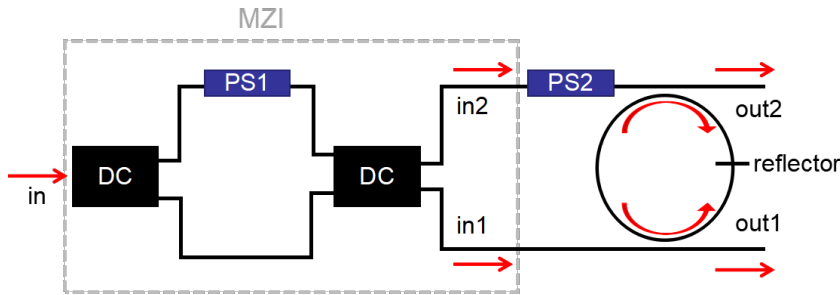 MZI
PS1
PS2
in2
out2
DC
DC
reflector
in
in1
out1